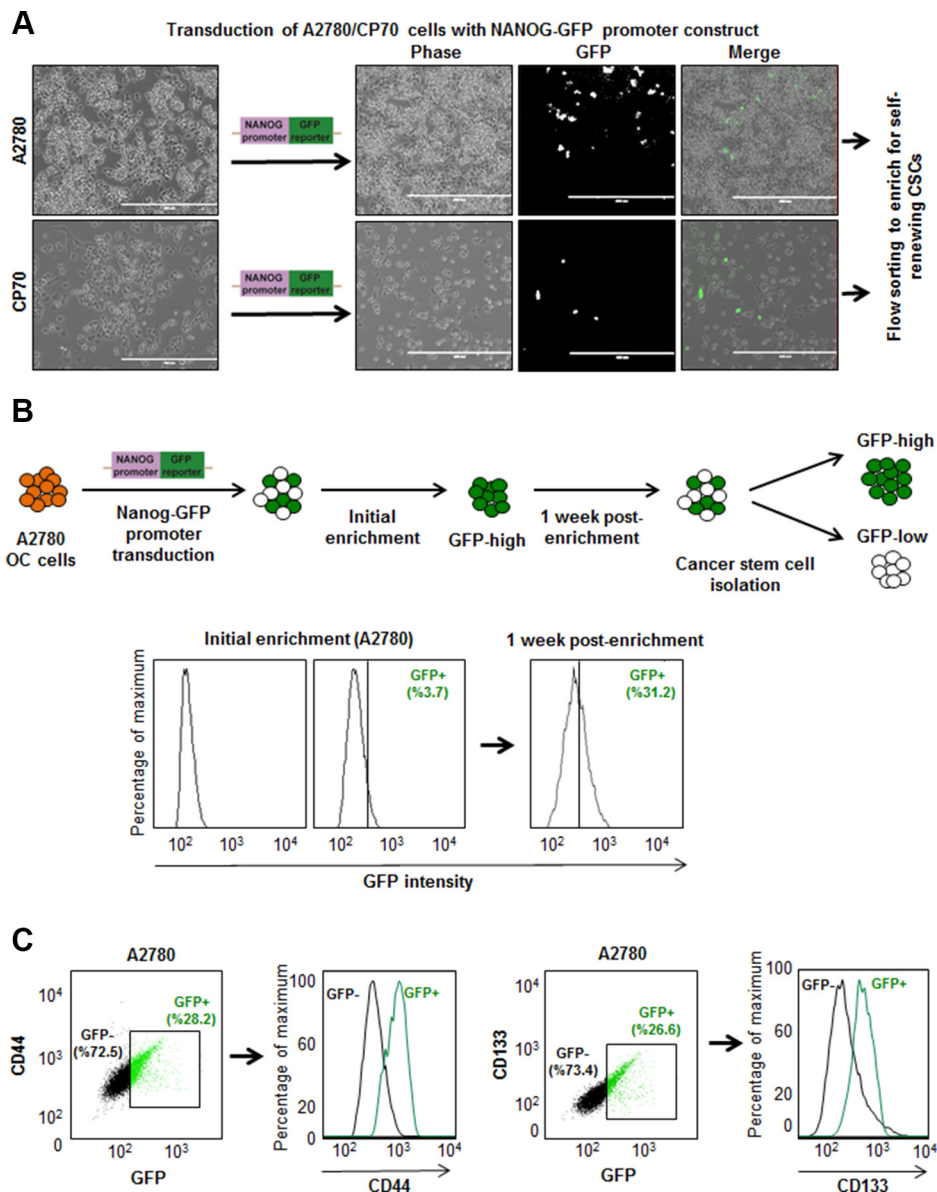 A
Transduction of A2780/CP70 cells with NANOG-GFP promoter construct
Phase
GFP
Merge
A2780
NANOG promoter
GFP reporter
CP70
NANOG promoter
GFP reporter
Flow sorting to enrich for self-
renewing CSCs
B
NANOG promoter
GFP reporter
A2780
OC cells
Nanog-GFP
promoter
transduction
Initial
enrichment
GFP-high
1 week post-
enrichment
Cancer stem cell
isolation
GFP-high
GFP-low
Initial enrichment (A2780)
1 week post-enrichment
Percentage of maximum
GFP+
(%3.7)
GFP+
(%31.2)
10² 10³ 10⁴
10² 10³ 10⁴
10² 10³ 10⁴
GFP intensity
C
A2780
CD44
10⁴
10³
10²
0
GFP-
(%72.5)
GFP+
(%28.2)
0 10² 10³
GFP
Percentage of maximum
100
80
60
40
20
0
GFP-
GFP+
0 10² 10³ 10⁴
CD44
A2780
CD133
10⁴
10³
10²
0
GFP-
(%73.4)
GFP+
(%26.6)
0 10² 10³
GFP
Percentage of maximum
100
80
60
40
20
0
GFP-
GFP+
0 10² 10³ 10⁴
CD133